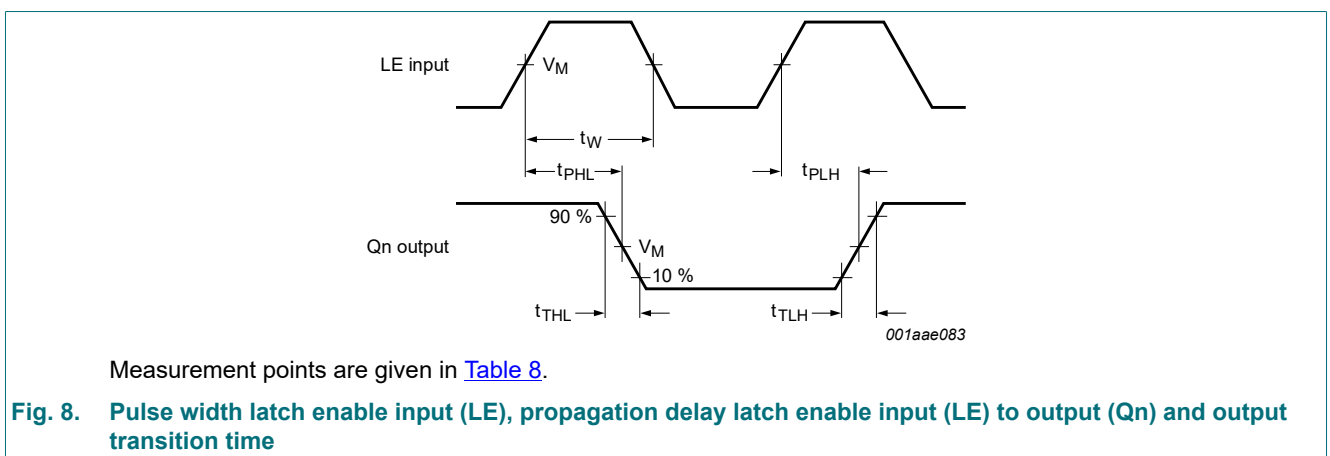 LE input
VM
tW
tPHL
tPLH
90 %
Qn output
VM
10 %
tTHL
tTLH
001aae083
Measurement points are given in Table 8.
Fig. 8. Pulse width latch enable input (LE), propagation delay latch enable input (LE) to output (Qn) and output
transition time